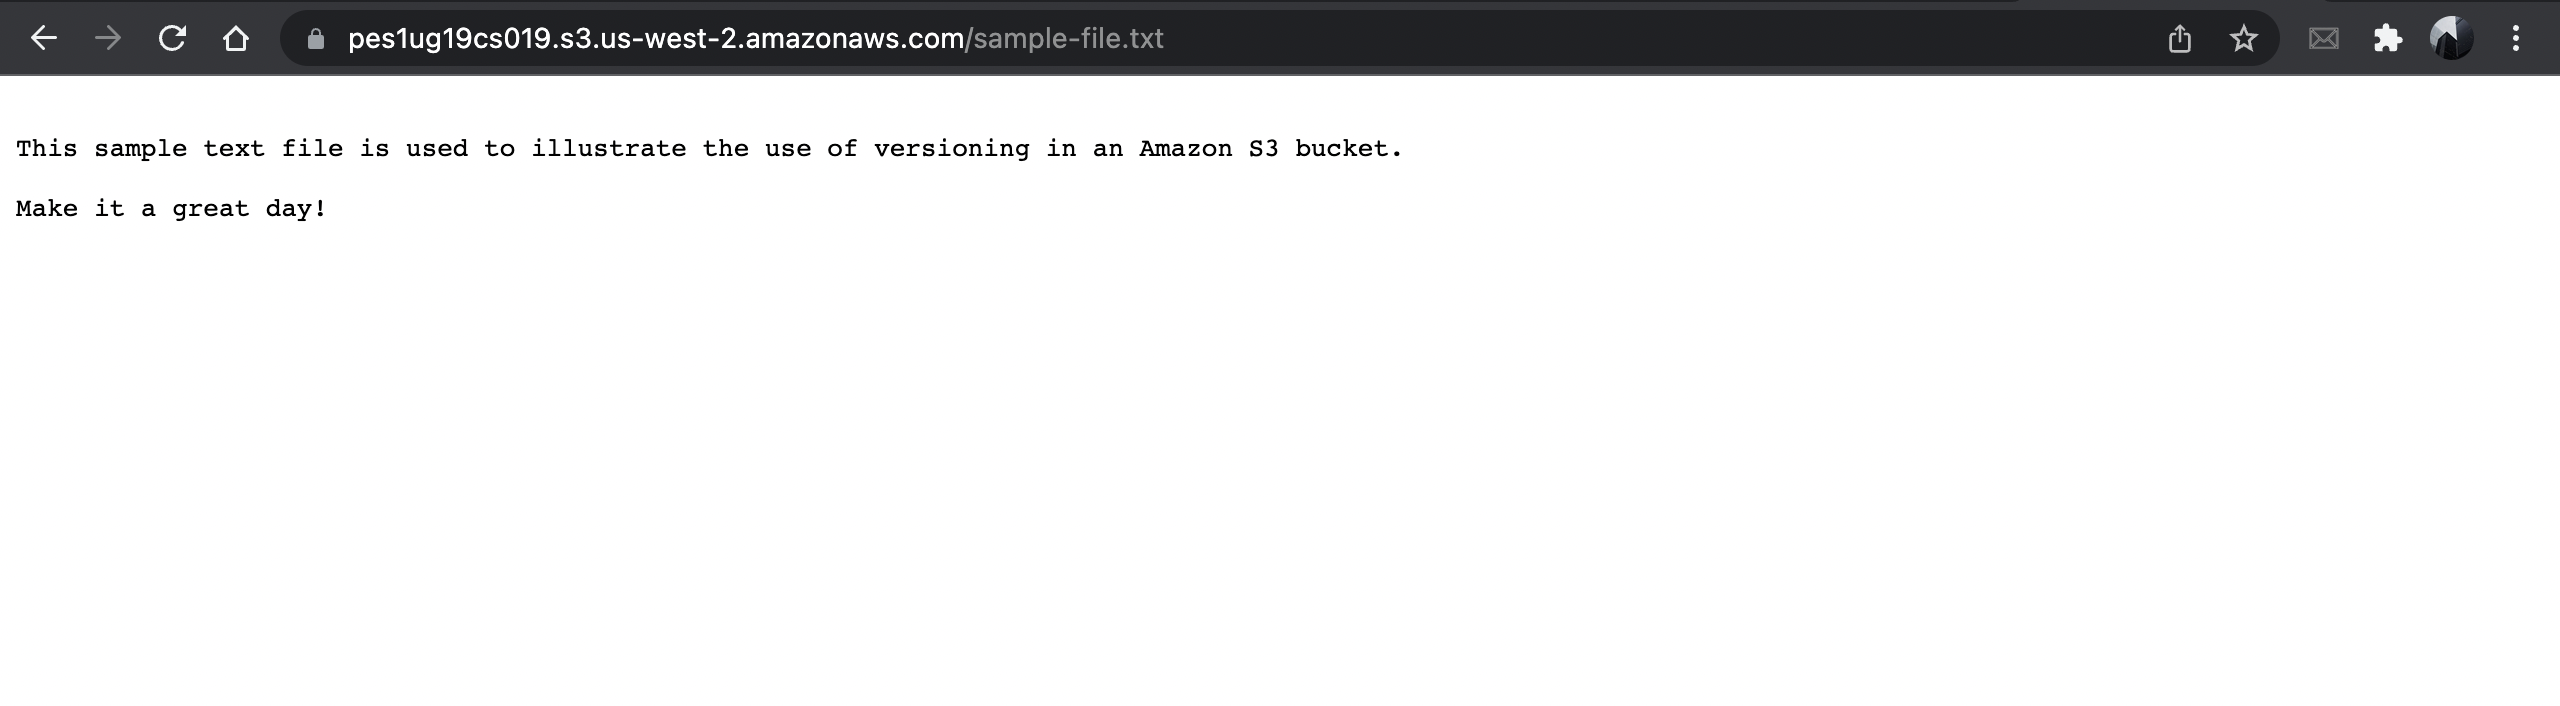 pes1ug19cs019.s3.us-west-2.amazonaws.com/sample-file.txt
This sample text file is used to illustrate the use of versioning in an Amazon S3 bucket.
Make it a great day!